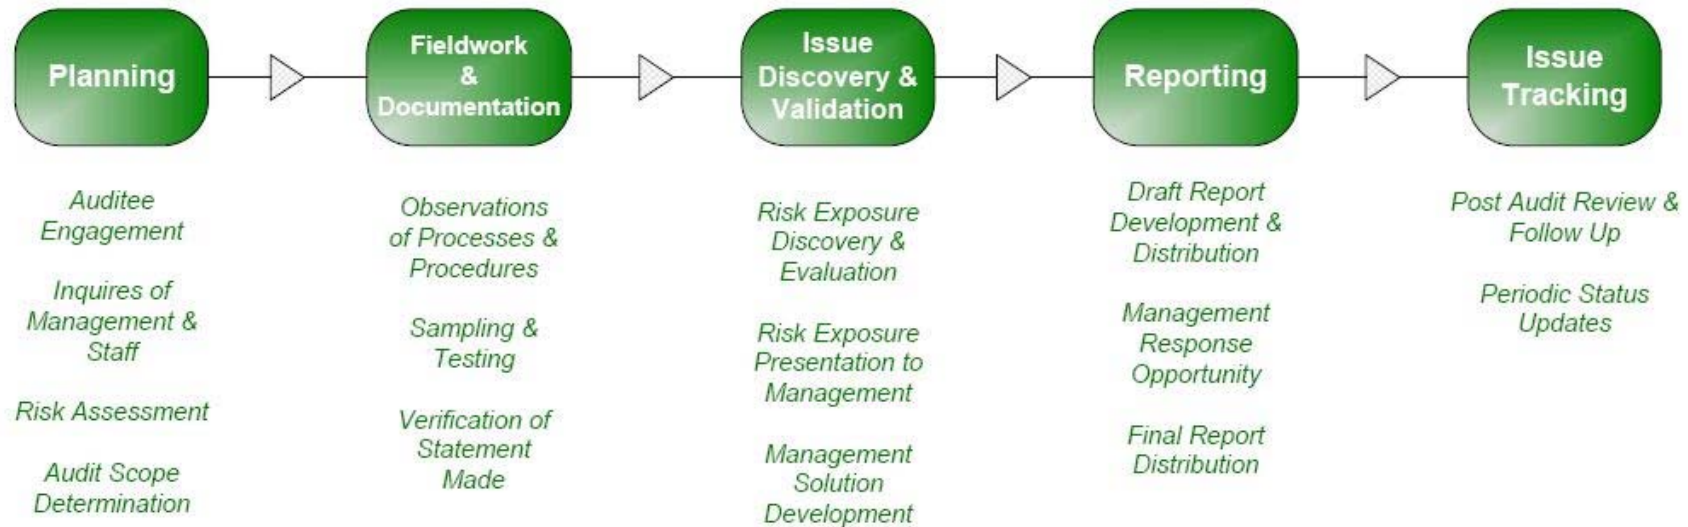 Planning
Fieldwork
&
Documentation
Issue
Discovery &
Validation
Reporting
Issue
Tracking
Auditee
Engagement
Inquires of
Management &
Staff
Risk Assessment
Audit Scope
Determination
Observations
of Processes &
Procedures
Sampling &
Testing
Verification of
Statement
Made
Risk Exposure
Discovery &
Evaluation
Risk Exposure
Presentation to
Management
Management
Solution
Development
Draft Report
Development &
Distribution
Management
Response
Opportunity
Final Report
Distribution
Post Audit Review &
Follow Up
Periodic Status
Updates